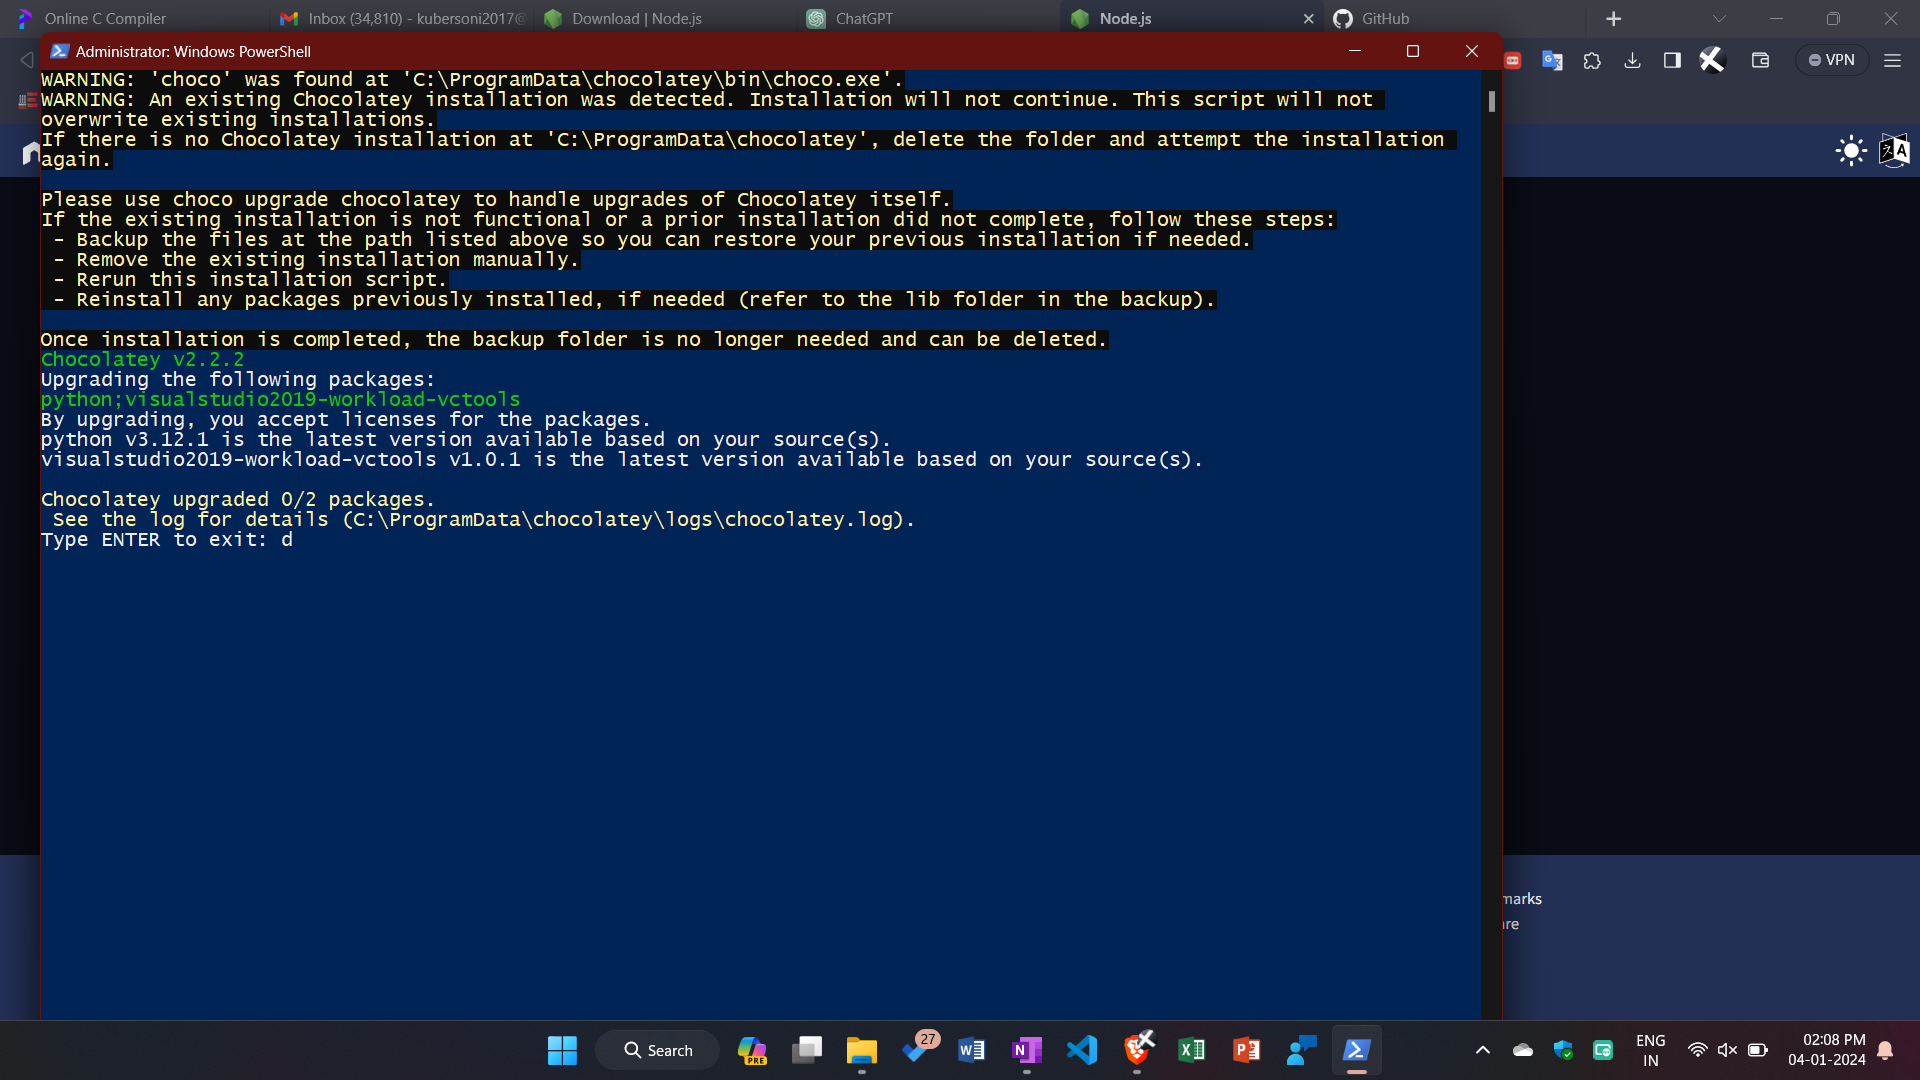 Online C Compiler
Inbox (34,810) - kubersoni2017@
Download | Node.js
ChatGPT
Node.js
GitHub
Administrator: Windows PowerShell
VPN
WARNING: 'choco' was found at 'C:\ProgramData\chocolatey\bin\choco.exe'.
WARNING: An existing Chocolatey installation was detected. Installation will not continue. This script will not
overwrite existing installations.
If there is no Chocolatey installation at 'C:\ProgramData\chocolatey', delete the folder and attempt the installation
again.
Please use choco upgrade chocolatey to handle upgrades of Chocolatey itself.
If the existing installation is not functional or a prior installation did not complete, follow these steps:
- Backup the files at the path listed above so you can restore your previous installation if needed.
- Remove the existing installation manually.
- Rerun this installation script.
- Reinstall any packages previously installed, if needed (refer to the lib folder in the backup).
Once installation is completed, the backup folder is no longer needed and can be deleted.
Chocolatey v2.2.2
Upgrading the following packages:
python;visualstudio2019-workload-vctools
By upgrading, you accept licenses for the packages.
python v3.12.1 is the latest version available based on your source(s).
visualstudio2019-workload-vctools v1.0.1 is the latest version available based on your source(s).
Chocolatey upgraded 0/2 packages.
See the log for details (C:\ProgramData\chocolatey\logs\chocolatey.log).
Type ENTER to exit: d
marks
Search
PRE
27
ENG
IN
02:08 PM
04-01-2024